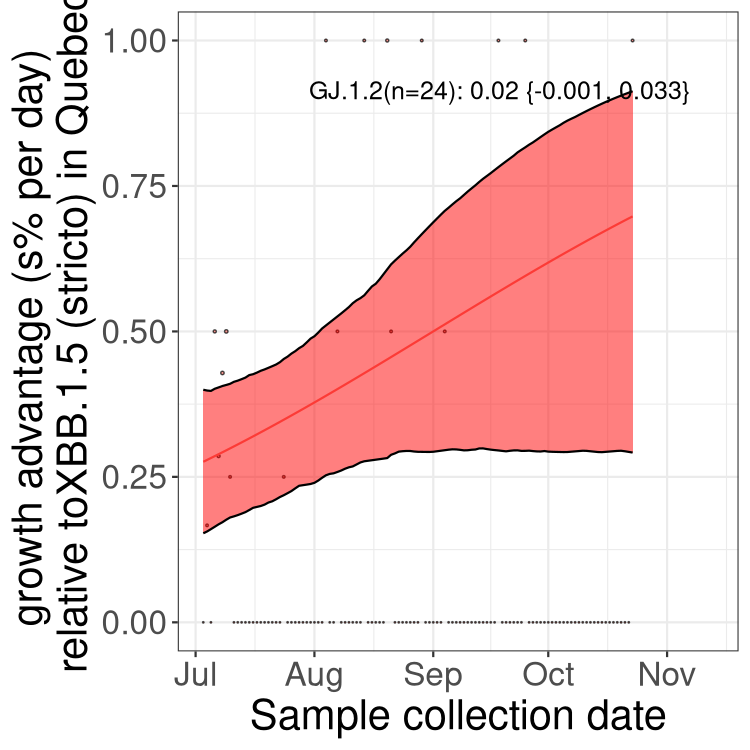 growth advantage (s% per day)
relative toXBB.1.5 (stricto) in Quebec
1.00
0.75
0.50
0.25
0.00
GJ.1.2(n=24): 0.02 {-0.001, 0.033}
Jul Aug Sep Oct Nov
Sample collection date